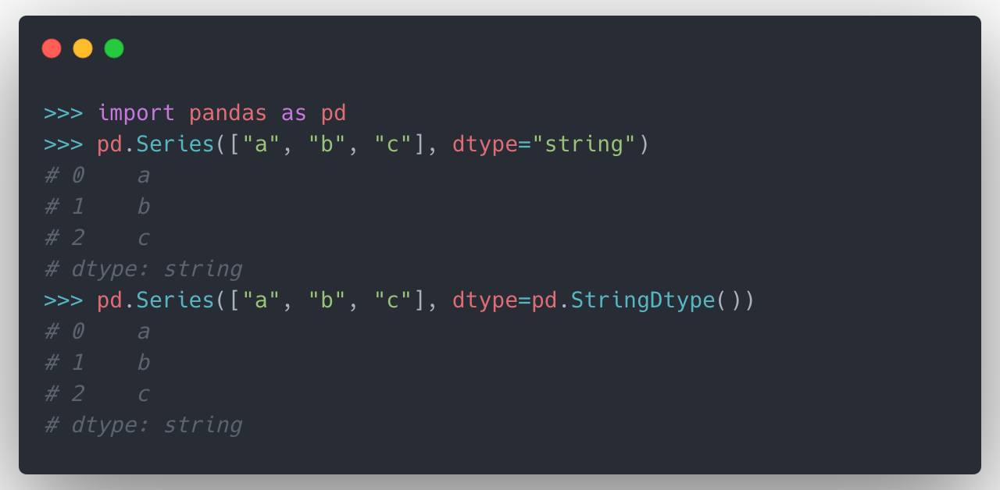 >>> import pandas as pd
>>> pd.Series(["a", "b", "c"], dtype="string")
# 0    a
# 1    b
# 2    c
# dtype: string
>>> pd.Series(["a", "b", "c"], dtype=pd.StringDtype())
# 0    a
# 1    b
# 2    c
# dtype: string